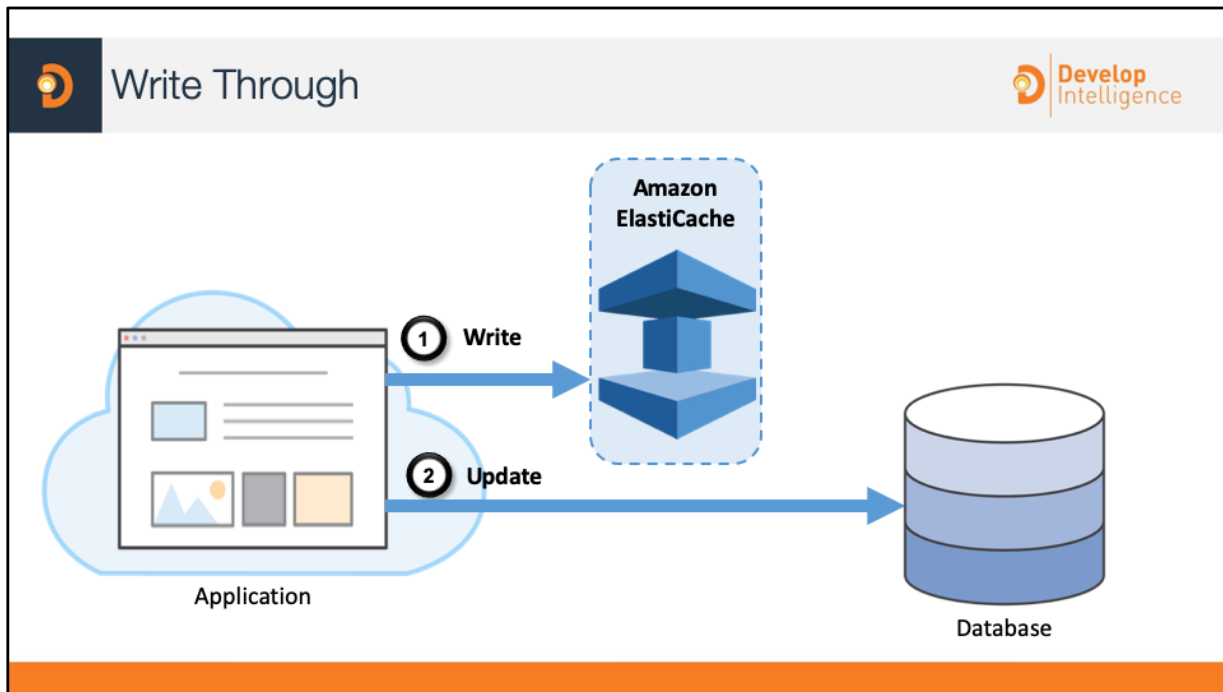 Write Through
Develop
Intelligence
Amazon
ElastiCache
1 Write
2 Update
Application
Database